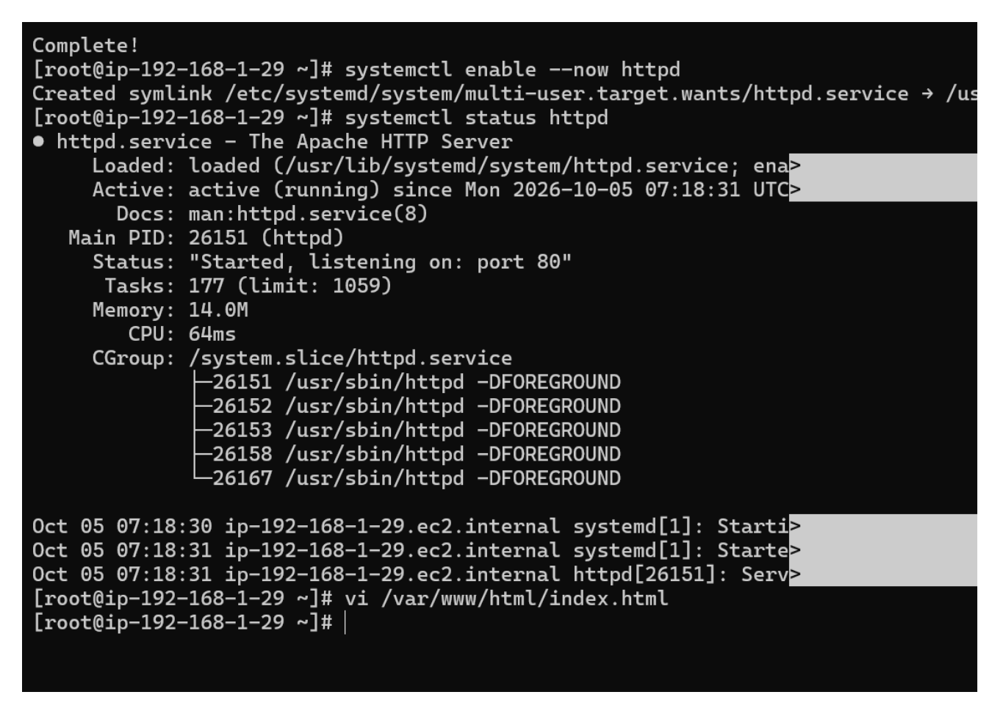 Complete!
[root@ip-192-168-1-29 ~]# systemctl enable --now httpd
Created symlink /etc/systemd/system/multi-user.target.wants/httpd.service → /us
[root@ip-192-168-1-29 ~]# systemctl status httpd
● httpd.service - The Apache HTTP Server
     Loaded: loaded (/usr/lib/systemd/system/httpd.service; ena>
     Active: active (running) since Mon 2026-10-05 07:18:31 UTC>
       Docs: man:httpd.service(8)
   Main PID: 26151 (httpd)
     Status: "Started, listening on: port 80"
      Tasks: 177 (limit: 1059)
     Memory: 14.0M
        CPU: 64ms
     CGroup: /system.slice/httpd.service
             ├─26151 /usr/sbin/httpd -DFOREGROUND
             ├─26152 /usr/sbin/httpd -DFOREGROUND
             ├─26153 /usr/sbin/httpd -DFOREGROUND
             ├─26158 /usr/sbin/httpd -DFOREGROUND
             └─26167 /usr/sbin/httpd -DFOREGROUND
Oct 05 07:18:30 ip-192-168-1-29.ec2.internal systemd[1]: Starti>
Oct 05 07:18:31 ip-192-168-1-29.ec2.internal systemd[1]: Starte>
Oct 05 07:18:31 ip-192-168-1-29.ec2.internal httpd[26151]: Serv>
[root@ip-192-168-1-29 ~]# vi /var/www/html/index.html
[root@ip-192-168-1-29 ~]#